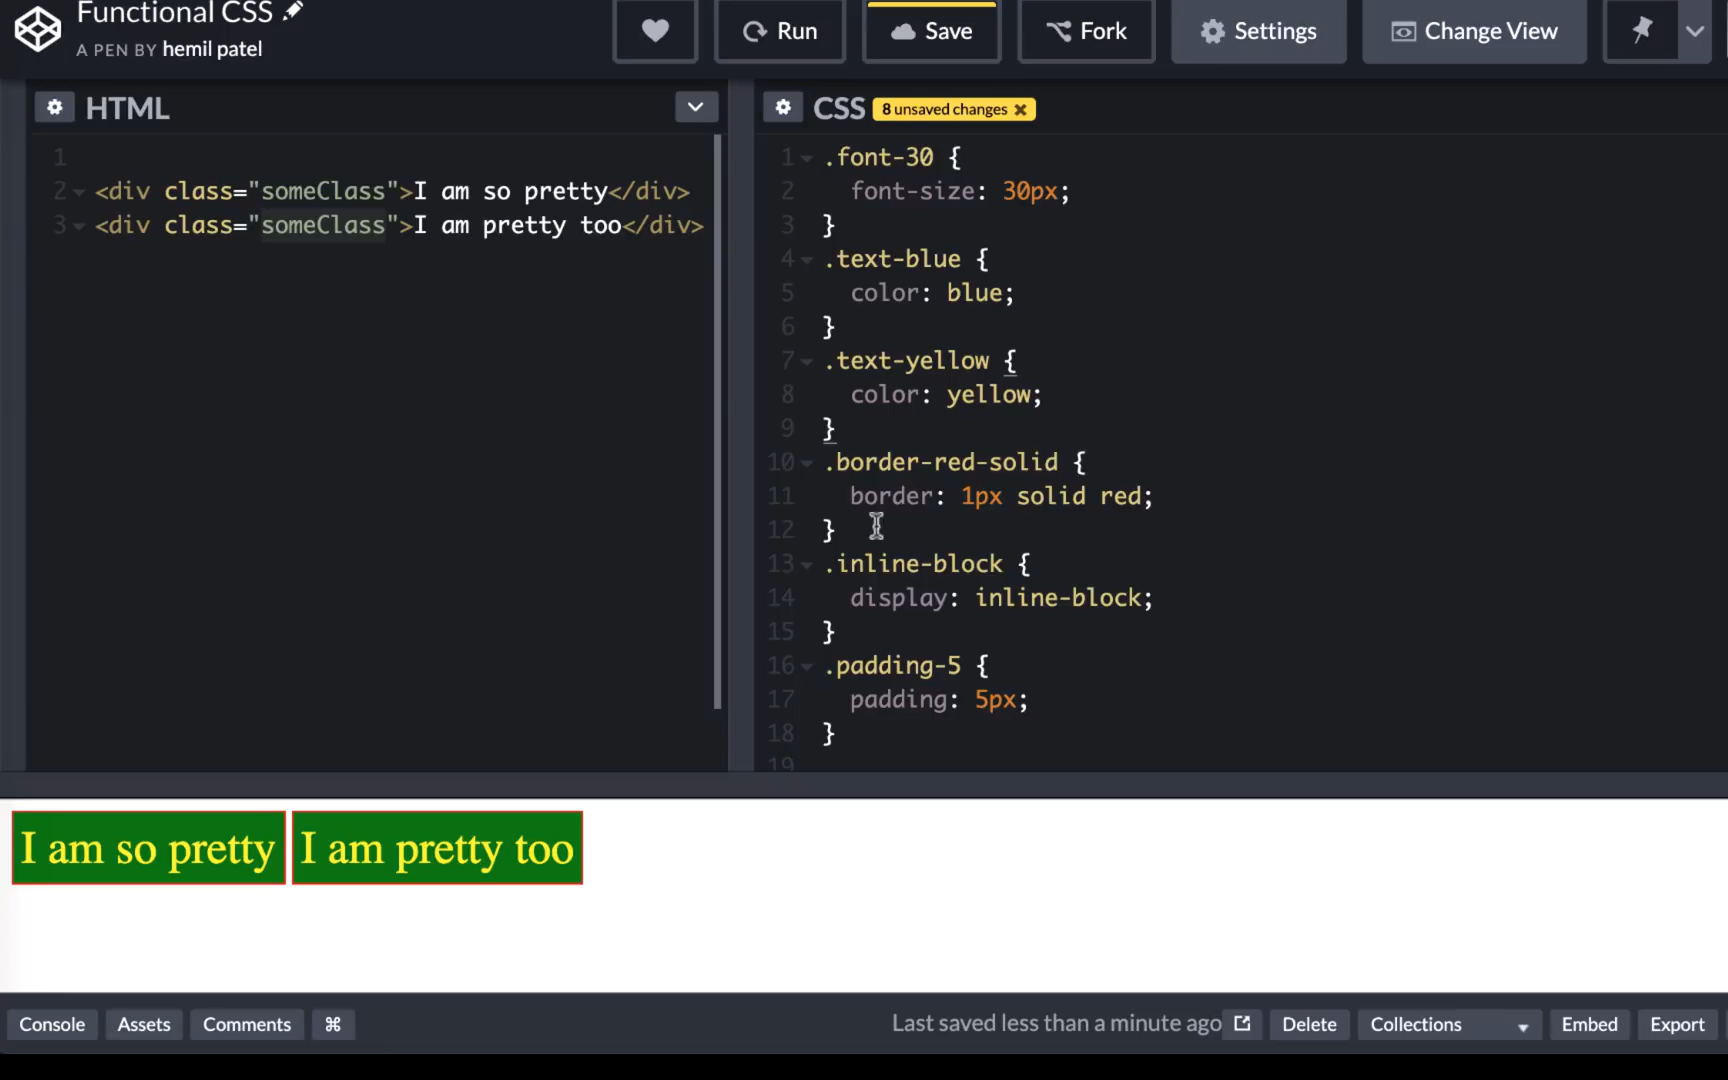 Functional CSS
A PEN BY hemil patel
Run
Save
Fork
Settings
Change View
HTML
CSS
8 unsaved changes
1
2 <div class="someClass">I am so pretty</div>
3 <div class="someClass">I am pretty too</div>
1 .font-30 {
2 font-size: 30px;
3 }
4 .text-blue {
5 color: blue;
6 }
7 .text-yellow {
8 color: yellow;
9 }
10 .border-red-solid {
11 border: 1px solid red;
12 }
13 .inline-block {
14 display: inline-block;
15 }
16 .padding-5 {
17 padding: 5px;
18 }
19
I am so pretty I am pretty too
Console
Assets
Comments
⌘
Last saved less than a minute ago
Delete
Collections
Embed
Export